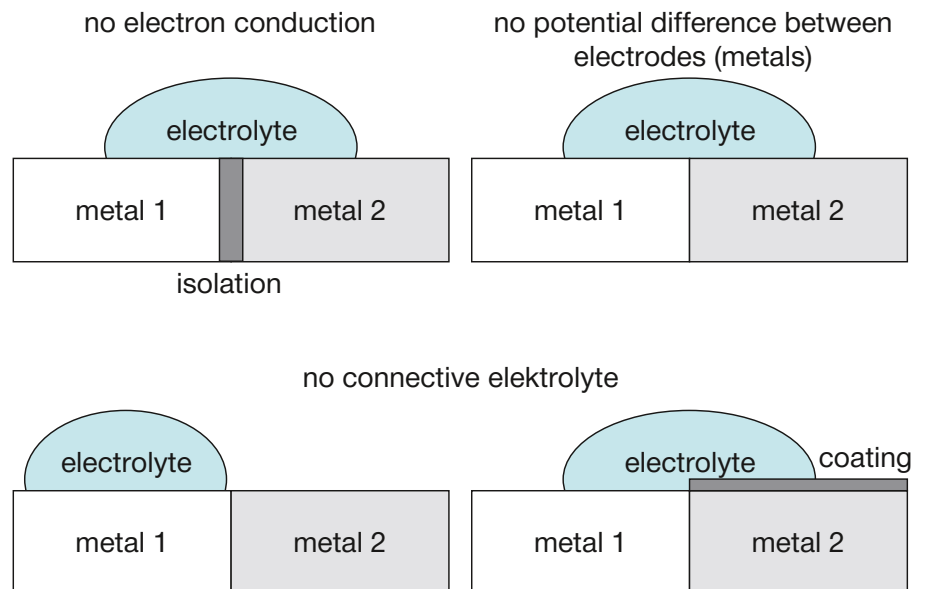 no electron conduction
no potential difference between
electrodes (metals)
electrolyte
metal 1
metal 2
isolation
electrolyte
metal 1
metal 2
no connective elektrolyte
electrolyte
metal 1
metal 2
electrolyte
coating
metal 1
metal 2